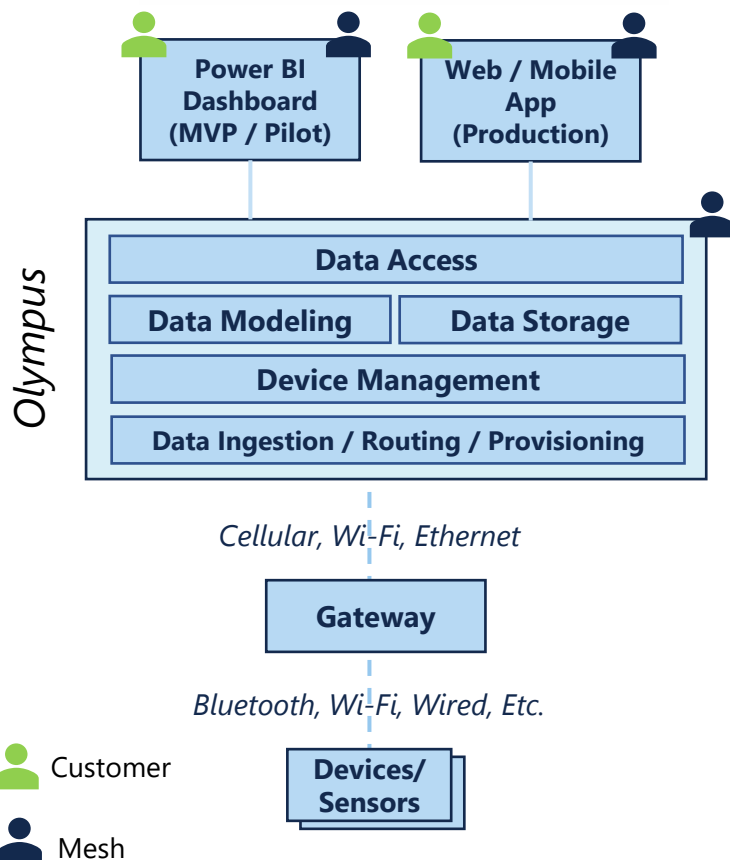 Power BI
Dashboard
(MVP / Pilot)
Web / Mobile
App
(Production)
Olympus
Data Access
Data Modeling
Data Storage
Device Management
Data Ingestion / Routing / Provisioning
Cellular, Wi-Fi, Ethernet
Gateway
Bluetooth, Wi-Fi, Wired, Etc.
Devices/
Sensors
Customer
Mesh